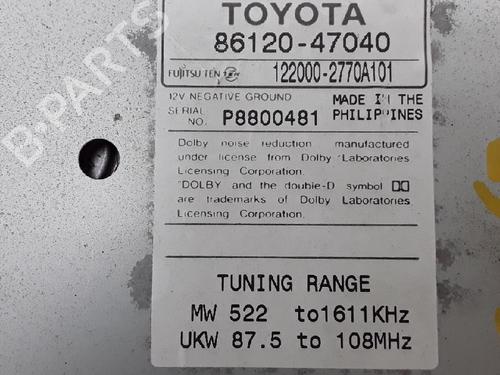 TOYOTA
86120-47040
FUJITSU TEN 122000-2770A101
12V NEGATIVE GROUND
SERIAL NO. P8800481
MADE IN THE PHILIPPINES
Dolby noise reduction manufactured
under license from Dolby Laboratories
Licensing Corporation.
"DOLBY and the double-D symbol
are trademarks of Dolby Laboratories
Licensing Corporation.
TUNING RANGE
MW 522 to1611KHz
UKW 87.5 to 108MHz
B-PARTS